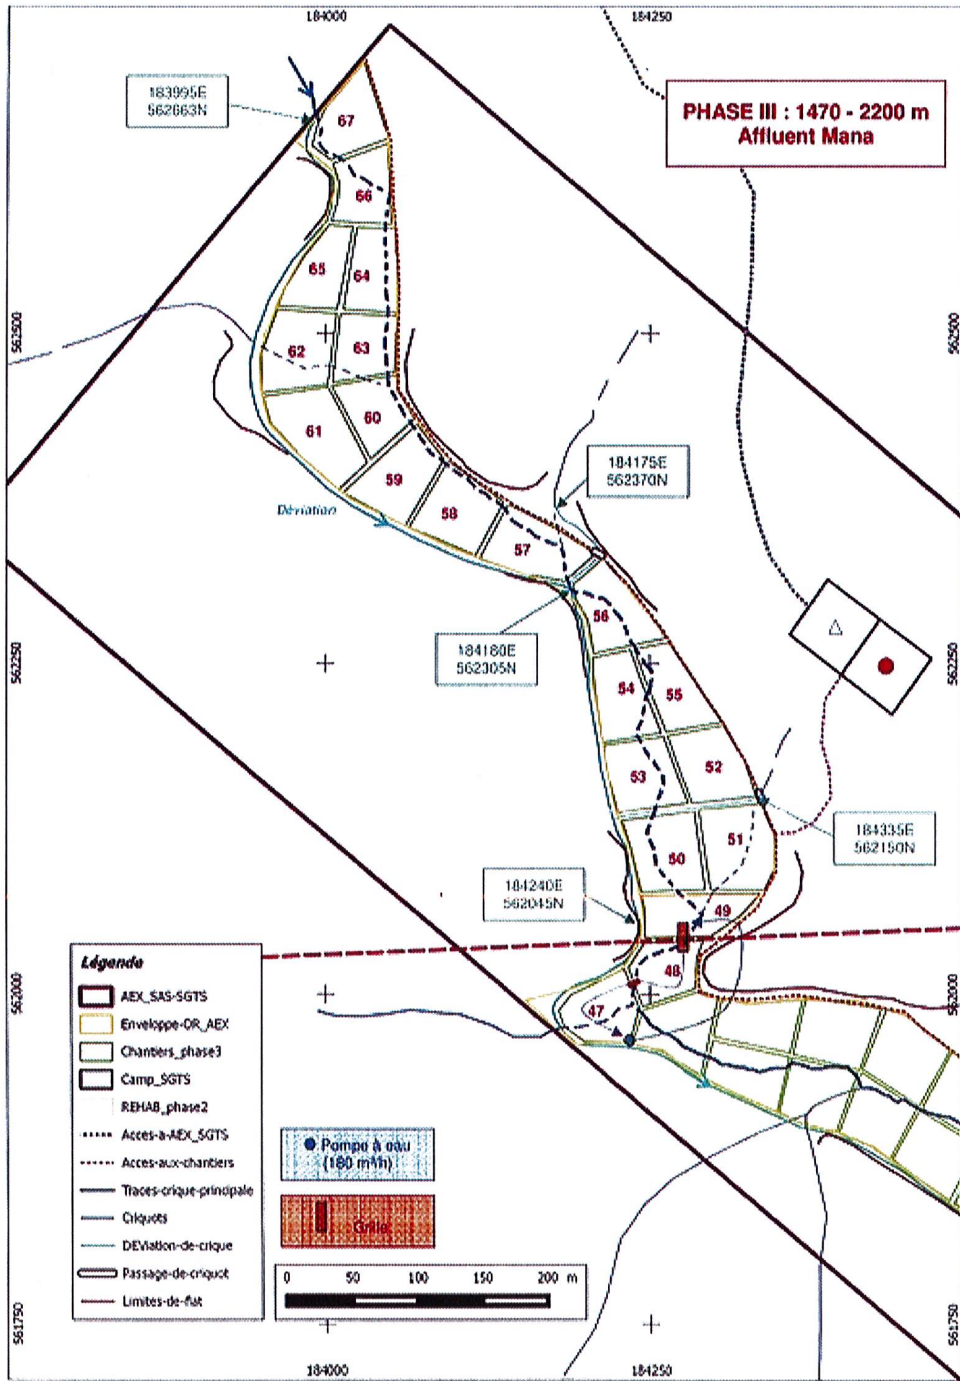 184000
184250
183995E
562663N
PHASE III : 1470 - 2200 m
Affluent Mana
67
66
65
64
562500
562500
62
63
61
60
59
184175E
562370N
Déviation
58
57
56
184180E
562305N
562250
562250
54
55
53
52
51
184335E
562150N
50
184240E
562045N
49
48
562000
562000
47
Légende
AEX_SAS-SGTS
Enveloppe-OR_AEX
Chantiers_phase3
Camp_SGTS
REHAB_phase2
Acces-a-AEX_SGTS
Acces-aux-chantiers
Traces-crique-principale
Criquots
DEViation-de-crique
Passage-de-criquot
Limites-de-flat
Pompe à eau
(180 m³/h)
Grille
0 50 100 150 200 m
561750
561750
184000
184250